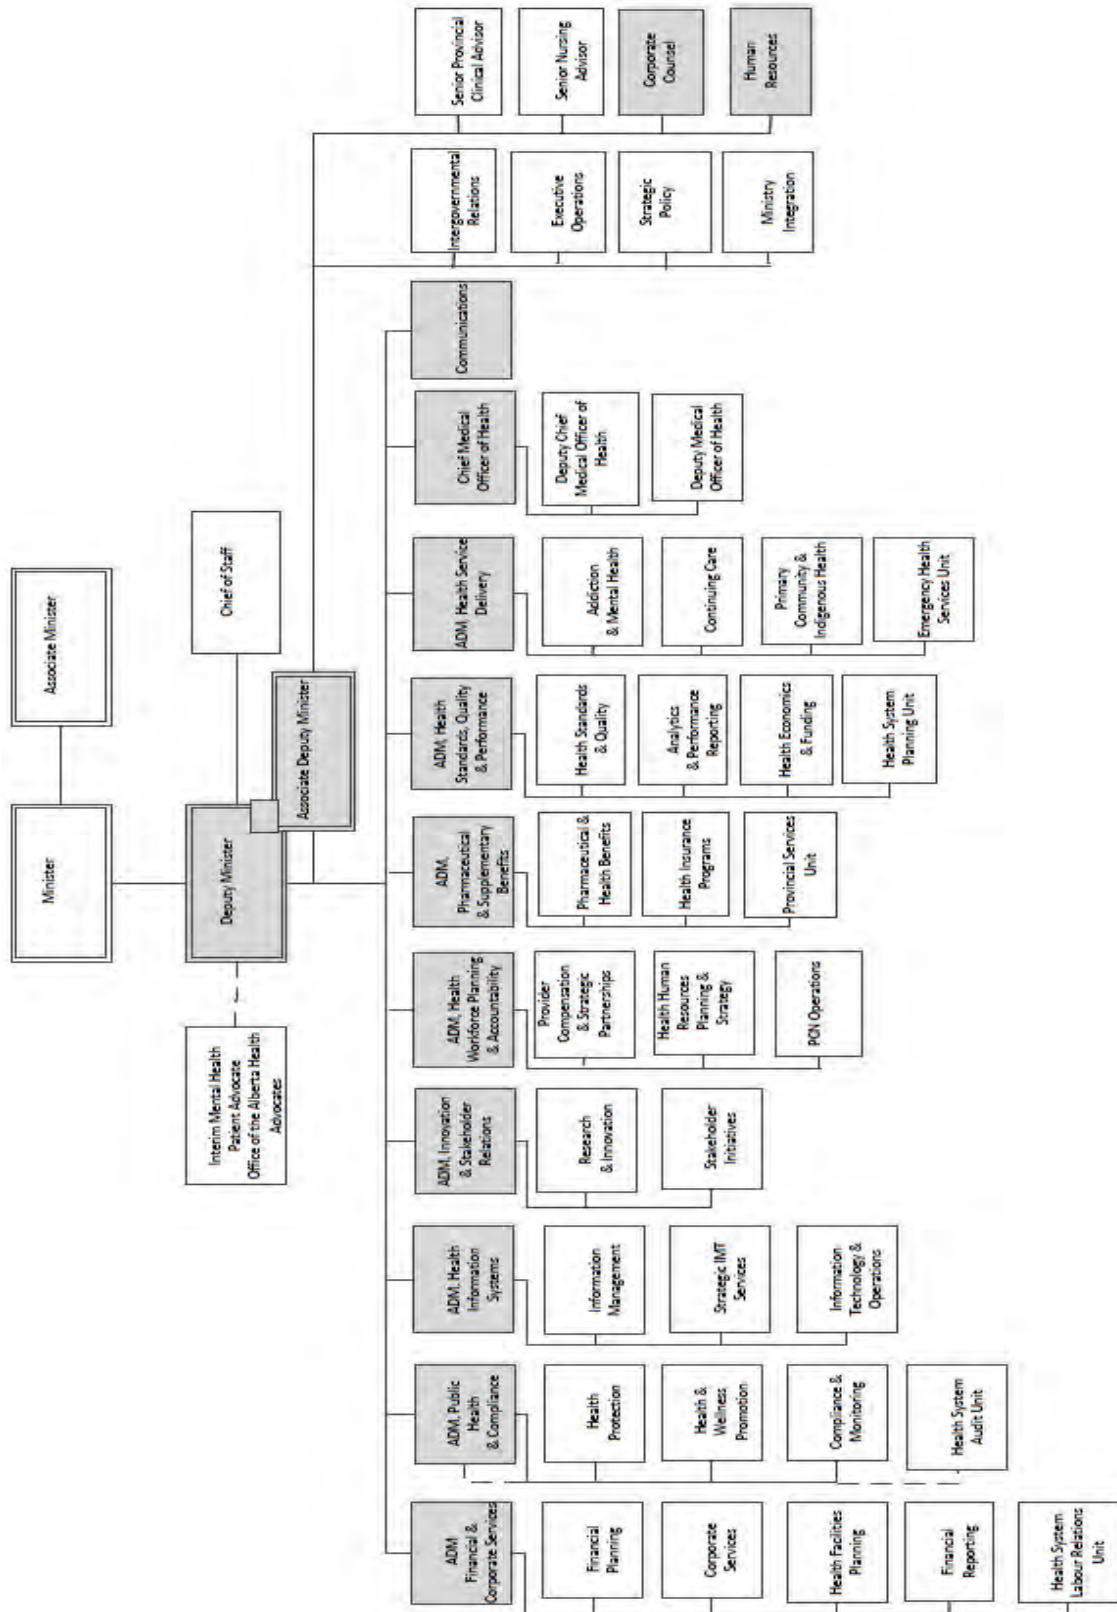 Minister
Associate Minister
Deputy Minister
Associate Deputy Minister
Chief of Staff
Interim Mental Health
Patient Advocate
Office of the Alberta Health
Advocates
ADM
Financial &
Corporate Services
Financial
Planning
Corporate
Services
Health Facilities
Planning
Financial
Reporting
Health System
Labour Relations
Unit
ADM, Public
Health
& Compliance
Health
Protection
Health &
Wellness
Promotion
Compliance &
Monitoring
Health System
Audit Unit
ADM, Health
Information
Systems
Information
Management
Strategic IMT
Services
Information
Technology &
Operations
ADM, Innovation
& Stakeholder
Relations
Research
& Innovation
Stakeholder
Initiatives
ADM, Health
Workforce Planning
& Accountability
Provider
Compensation
& Strategic
Partnerships
Health Human
Resources
Planning &
Strategy
PCN Operations
ADM,
Pharmaceutical
& Supplementary
Benefits
Pharmaceutical &
Health Benefits
Health Insurance
Programs
Provincial Services
Unit
ADM, Health
Standards, Quality
& Performance
Health Standards
& Quality
Analytics
& Performance
Reporting
Health Economics
& Funding
Health System
Planning Unit
ADM, Health Service
Delivery
Addiction
& Mental Health
Continuing Care
Primary
Community &
Indigenous Health
Emergency Health
Services Unit
Chief Medical
Officer of Health
Deputy Chief
Medical Officer of
Health
Deputy Medical
Officer of Health
Communications
Intergovernmental
Relations
Executive
Operations
Strategic
Policy
Ministry
Integration
Senior Provincial
Clinical Advisor
Senior Nursing
Advisor
Corporate
Counsel
Human
Resources